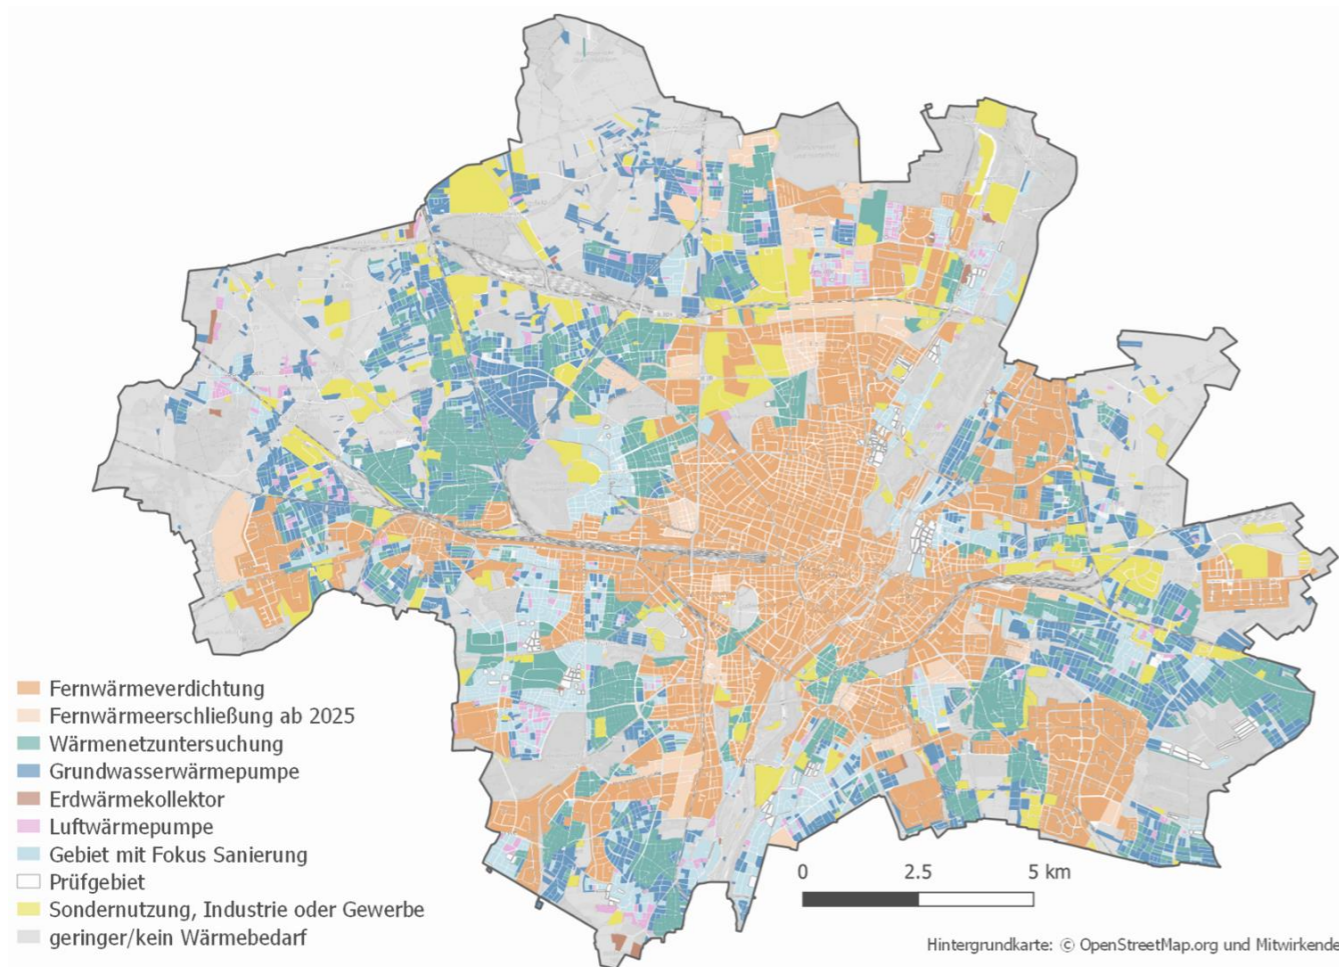 Fernwärmeverdichtung
Fernwärmeerschließung ab 2025
Wärmenetzuntersuchung
Grundwasserwärmepumpe
Erdwärmekollektor
Luftwärmepumpe
Gebiet mit Fokus Sanierung
Prüfgebiet
Sondernutzung, Industrie oder Gewerbe
geringer/kein Wärmebedarf
0 2.5 5 km
Hintergrundkarte: © OpenStreetMap.org und Mitwirkende